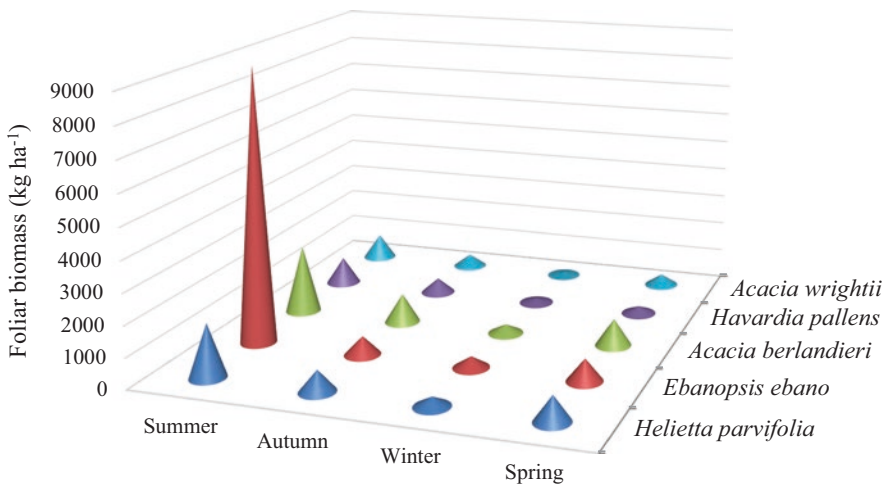 Foliar biomass (kg ha⁻¹)
9000
8000
7000
6000
5000
4000
3000
2000
1000
0
Summer
Autumn
Winter
Spring
Acacia wrightii
Havardia pallens
Acacia berlandieri
Ebanopsis ebano
Helietta parvifolia